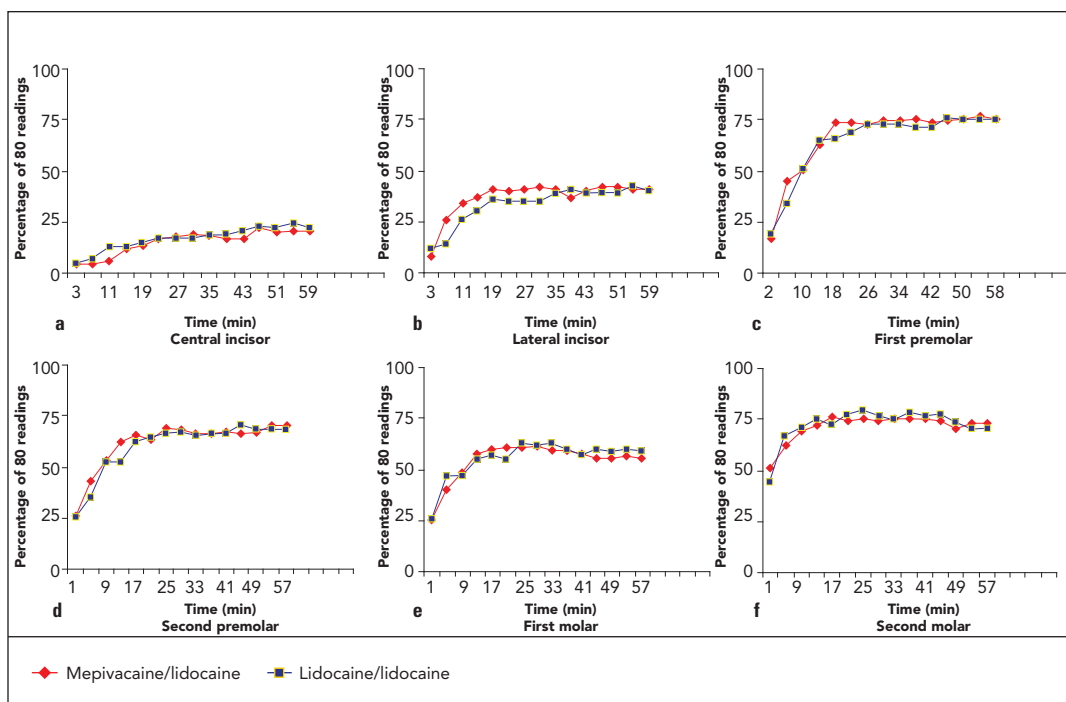 Percentage of 80 readings
100
75
50
25
0
3 11 19 27 35 43 51 59
a
Time (min)
Central incisor
Percentage of 80 readings
100
75
50
25
0
3 11 19 27 35 43 51 59
b
Time (min)
Lateral incisor
Percentage of 80 readings
100
75
50
25
0
2 10 18 26 34 42 50 58
c
Time (min)
First premolar
Percentage of 80 readings
100
75
50
25
0
1 9 17 25 33 41 49 57
d
Time (min)
Second premolar
Percentage of 80 readings
100
75
50
25
0
1 9 17 25 33 41 49 57
e
Time (min)
First molar
Percentage of 80 readings
100
75
50
25
0
1 9 17 25 33 41 49 57
f
Time (min)
Second molar
Mepivacaine/lidocaine
Lidocaine/lidocaine